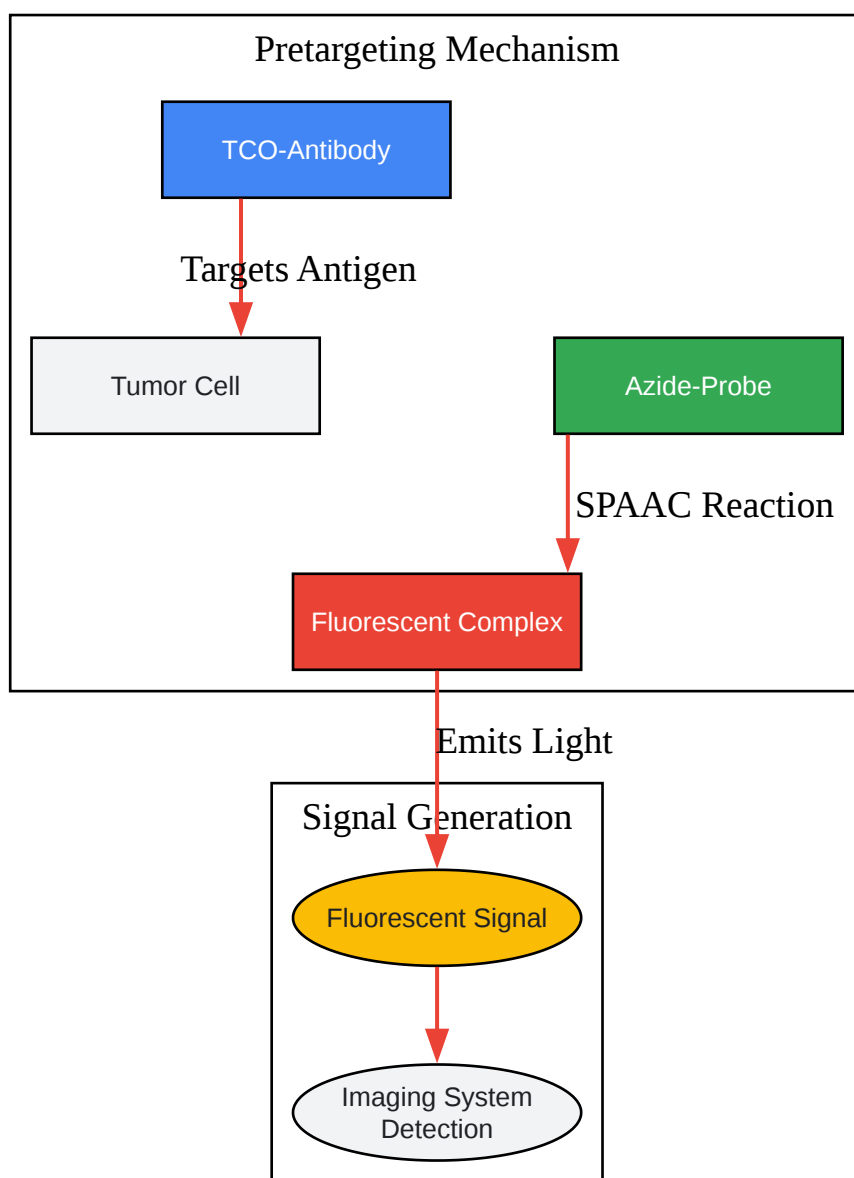 Pretargeting Mechanism
TCO-Antibody
Targets Antigen
Tumor Cell
Azide-Probe
SPAAC Reaction
Fluorescent Complex
Emits Light
Signal Generation
Fluorescent Signal
Imaging System
Detection